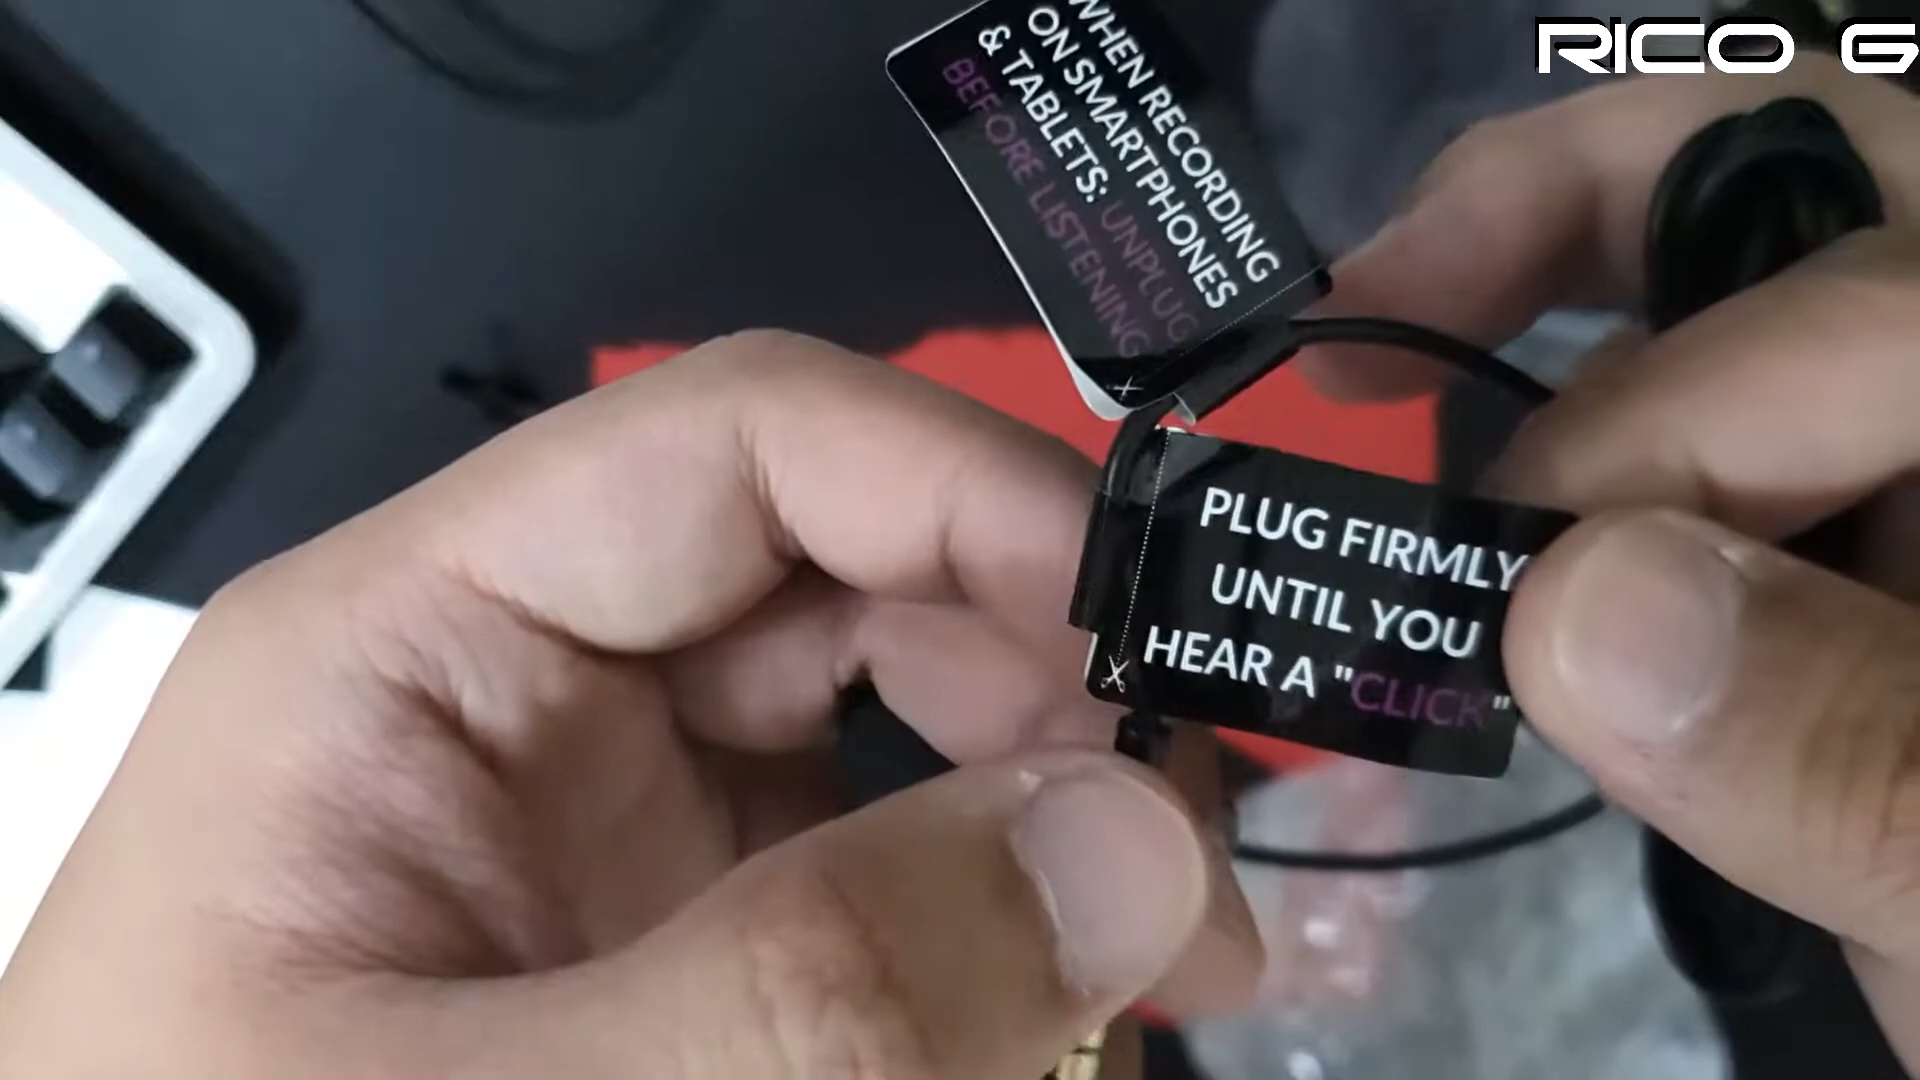 RICO G
WHEN RECORDING
ON SMARTPHONES
& TABLETS: UNPLUG
BEFORE LISTENING
PLUG FIRMLY
UNTIL YOU
HEAR A "CLICK"